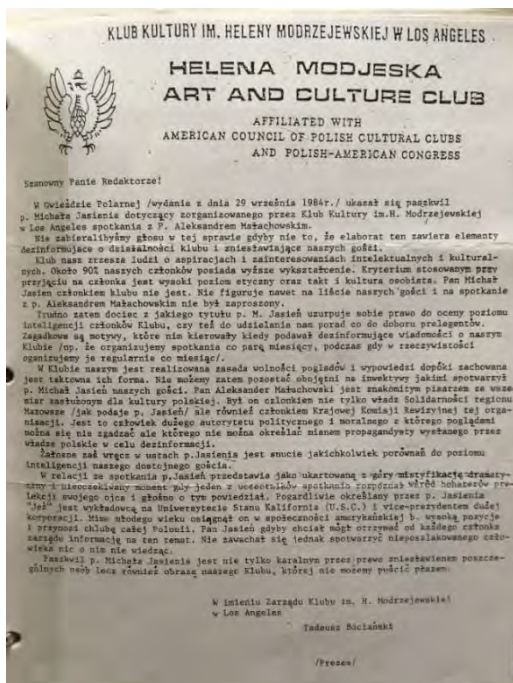 KLUB KULTURY IM. HELENY MODRZEJEWSKIEJ W LOS ANGELES
HELENA MODJESKA
ART AND CULTURE CLUB
AFFILIATED WITH
AMERICAN COUNCIL OF POLISH CULTURAL CLUBS
AND POLISH-AMERICAN CONGRESS
Szanowny Panie Redaktorze!
W Gwieździe Polarnej /wydanie z dnia 29 września 1984r./ ukazał się paszkwil
p. Michała Jasienia dotyczący zorganizowanego przez Klub Kultury im.H. Modrzejewskiej
w Los Angeles spotkania z P. Aleksandrem Małachowskim.
Nie zabieralibyśmy głosu w tej sprawie gdyby nie to, że elaborat ten zawiera elementy
dezinformujące o działalności klubu i zniesławiające naszych gości.
Klub nasz zrzesza ludzi o aspiracjach i zainteresowaniach intelektualnych i kultural-
nych. Około 90% naszych członków posiada wyższe wykształcenie. Kryterium stosowanym przy
przyjęciu na członka jest wysoki poziom etyczny oraz takt i kultura osobista. Pan Michał
Jasień członkiem klubu nie jest. Nie figuruje nawet na liście naszych gości i na spotkanie
z p. Aleksandrem Małachowskim nie był zaproszony.
Trudno zatem dociec z jakiego tytułu p. M. Jasień uzurpuje sobie prawo do oceny poziomu
inteligencji członków Klubu, czy też do udzielania nam porad co do doboru prelegentów.
Zagadkowe są motywy, które nim kierowały kiedy podawał dezinformujące wiadomości o naszym
Klubie /np. że organizujemy spotkania co parę miesięcy, podczas gdy w rzeczywistości
oganizujemy je regularnie co miesiąc/.
W Klubie naszym jest realizowana zasada wolności poglądów i wypowiedzi dopóki zachowana
jest taktowna ich forma. Nie możemy zatem pozostać obojętni na inwektywy jakimi spotwarzył
p. Michał Jasień naszych gości. Pan Aleksander Małachowski jest znakomitym pisarzem ze wsze
miar zasłużonym dla kultury polskiej. Był on członkiem nie tylko władz Solidarności regionu
Mazowsze /jak podaje p. Jasień/ ale również członkiem Krajowej Komisji Rewizyjnej tej orga-
nizacji. Jest to człowiek dużego autorytetu politycznego i moralnego z którego poglądami
można się nie zgadzać ale którego nie można określać mianem propagandysty wysłanego przez
władze polskie w celu dezinformacji.
Żałosne zaś wręcz w ustach p.Jasienia jest snucie jakichkolwiek porównań do poziomu
inteligencji naszego dostojnego gościa.
W relacji ze spotkania p.Jasień przedstawia jako ukartowaną z góry mistyfikację dramaty-
czny i nieoczekiwany moment gdy jeden z uczestników spotkania rozpoznał wśród bohaterów pre-
lekcji swojego ojca i głośno o tym powiedział. Pogardliwie określany przez p. Jasienia
jest wykładowcą na Uniwersytecie Stanu Kalifornia (U.S.C.) i vice-prezydentem dużej
korporacji. Mimo młodego wieku osiągnął on w społeczności amerykańskiej b. wysoką pozycję
i przynosi chlubę całej Polonii. Pan Jasień gdyby chciał mógł otrzymać od każdego członka
zarządu informację na ten temat. Nie zawachał się jednak spotwarzyć nieposzlakowanego czło-
wieka nic o nim nie wiedząc.
Paszkwil p. Michała Jasienia jest nie tylko karalnym przez prawo zniesławieniem poszcze-
gólnych osób lecz również obrazą naszego Klubu, której nie możemy puścić płazem.
W imieniu Zarządu Klubu im. H. Modrzejewskiej
w Los Angeles
Tadeusz Bociański
/Prezes/